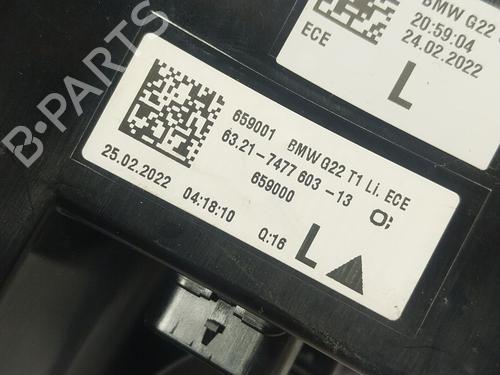 BMW G22
20:59:04
24.02.2022
ECE
L
659001 BMW G22 T1 Li. ECE
63.21-7477 603-13
659000
25.02.2022 04:18:10
Q:16
L
B-PARTS